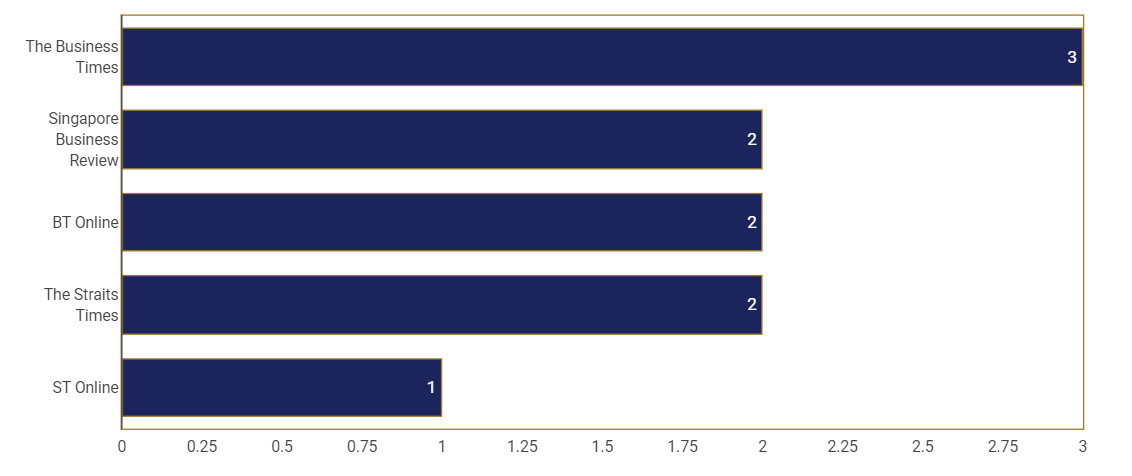 The Business
Times
3
Singapore
Business
Review
2
BT Online
2
The Straits
Times
2
ST Online
1
0 0.25 0.5 0.75 1 1.25 1.5 1.75 2 2.25 2.5 2.75 3